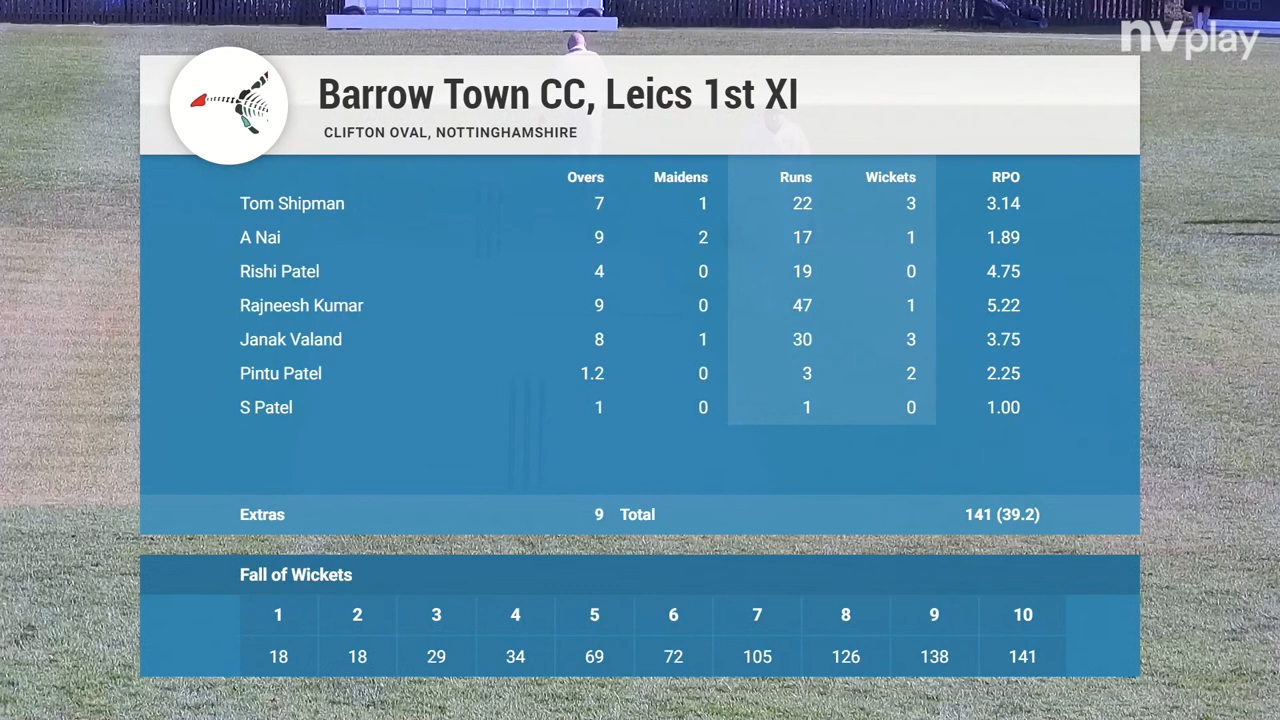 nvplay
Barrow Town CC, Leics 1st XI
CLIFTON OVAL, NOTTINGHAMSHIRE
Overs Maidens Runs Wickets RPO
Tom Shipman 7 1 22 3 3.14
A Nai 9 2 17 1 1.89
Rishi Patel 4 0 19 0 4.75
Rajneesh Kumar 9 0 47 1 5.22
Janak Valand 8 1 30 3 3.75
Pintu Patel 1.2 0 3 2 2.25
S Patel 1 0 1 0 1.00
Extras 9 Total 141 (39.2)
Fall of Wickets
1 2 3 4 5 6 7 8 9 10
18 18 29 34 69 72 105 126 138 141